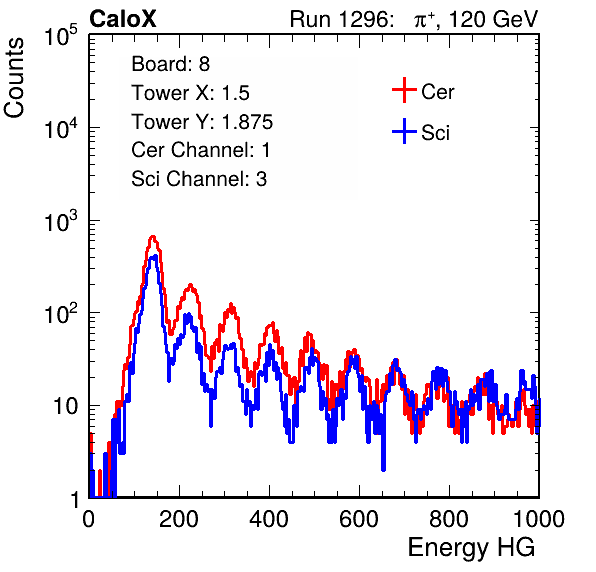 CaloX Run 1296: π⁺, 120 GeV
Counts
10⁵
10⁴
10³
10²
10
1
Board: 8
Tower X: 1.5
Tower Y: 1.875
Cer Channel: 1
Sci Channel: 3
Cer
Sci
0 200 400 600 800 1000
Energy HG